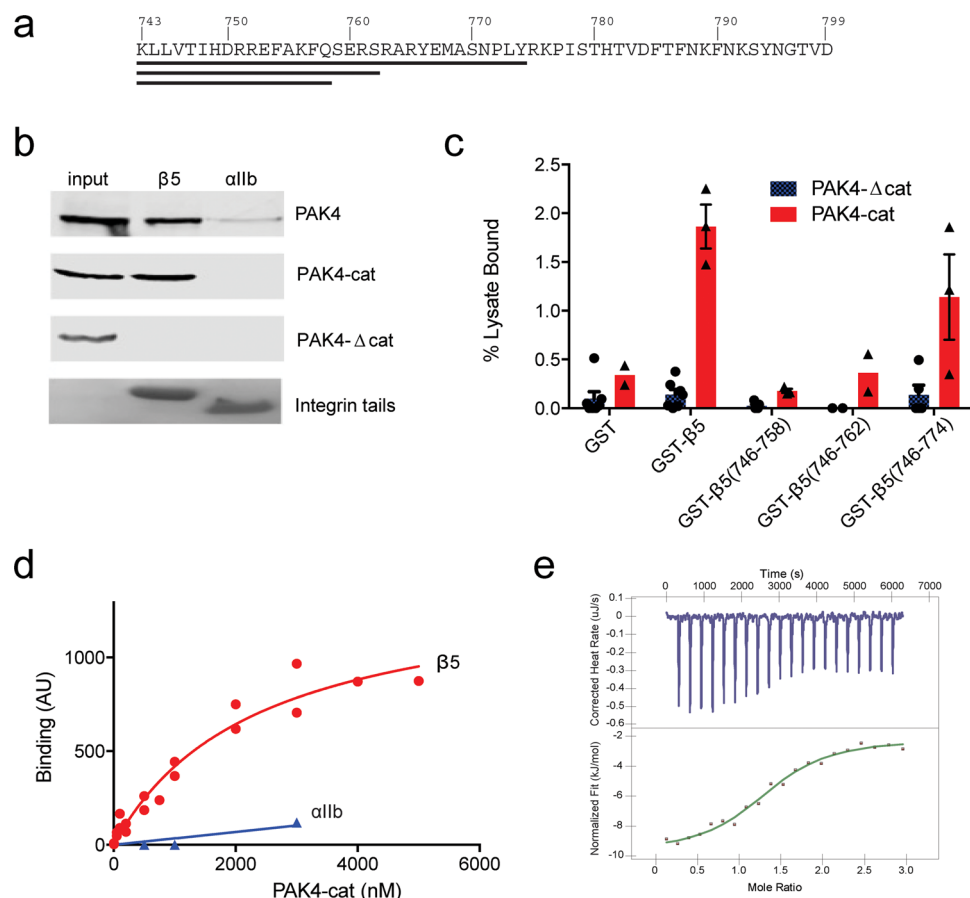 a
743 750 760 770 780 790 799
KLLVTIHDRREFAKFQSERSRARYEMASNPLYRKPISTHTVDFTFNKFNKSYNGTVD
b
input β5 αIIb
PAK4
PAK4-cat
PAK4-Δcat
Integrin tails
c
% Lysate Bound
2.5
2.0
1.5
1.0
0.5
0.0
PAK4-Δcat
PAK4-cat
GST
GST-β5
GST-β5(746-758)
GST-β5(746-762)
GST-β5(746-774)
d
Binding (AU)
1000
500
0
β5
αIIb
0 2000 4000 6000
PAK4-cat (nM)
e
Time (s)
0 1000 2000 3000 4000 5000 6000 7000
Corrected Heat Rate (uJ/s)
0.1
0
-0.1
-0.2
-0.3
-0.4
-0.5
-0.6
Normalized Fit (kJ/mol)
-2
-4
-6
-8
-10
0 0.5 1.0 1.5 2.0 2.5 3.0
Mole Ratio